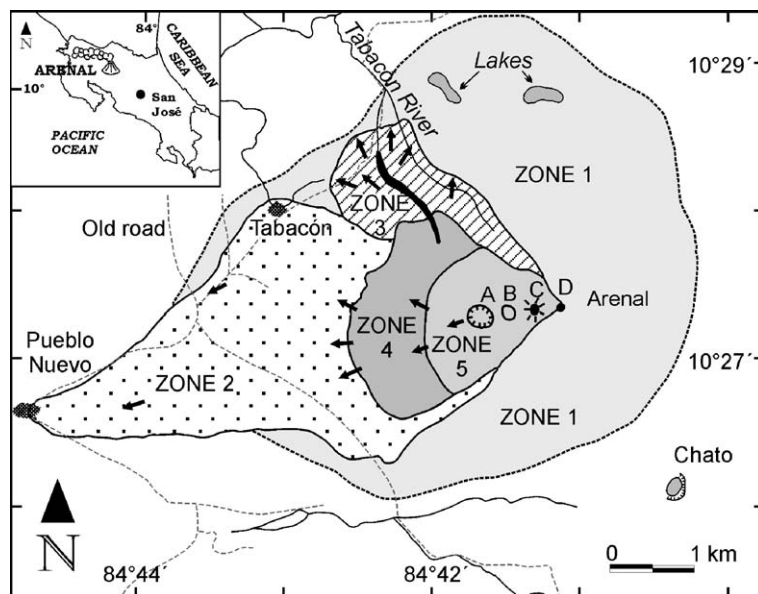 N
84°
CARIBBEAN
SEA
ARENAL
10°
San
José
PACIFIC
OCEAN
Tabacón River
Lakes
10°29´
ZONE 1
ZONE
3
Old road
Tabacón
A B C D
Arenal
ZONE
4
ZONE
5
Pueblo
Nuevo
ZONE 2
10°27´
ZONE 1
Chato
N
0 1 km
84°44´
84°42´